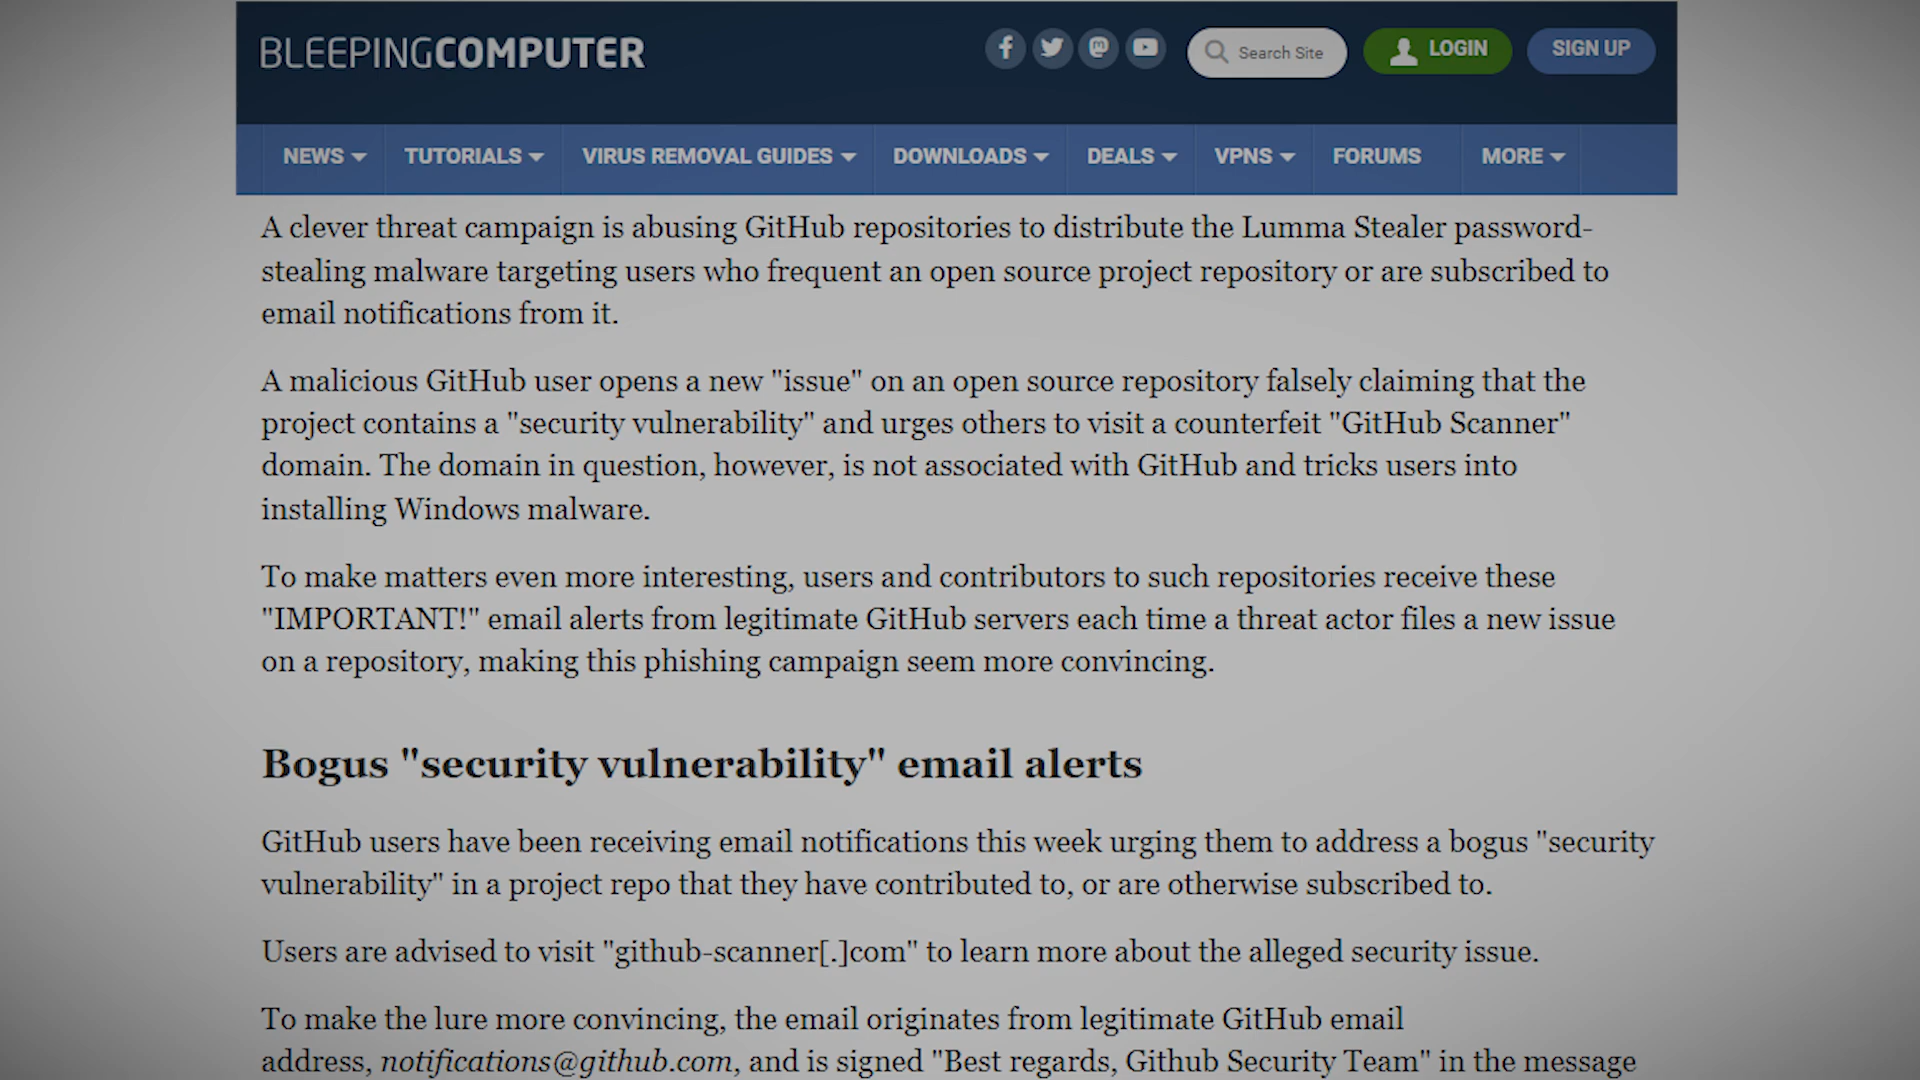 BLEEPINGCOMPUTER
Search Site
LOGIN
SIGN UP
NEWS
TUTORIALS
VIRUS REMOVAL GUIDES
DOWNLOADS
DEALS
VPNS
FORUMS
MORE
A clever threat campaign is abusing GitHub repositories to distribute the Lumma Stealer password-
stealing malware targeting users who frequent an open source project repository or are subscribed to
email notifications from it.
A malicious GitHub user opens a new "issue" on an open source repository falsely claiming that the
project contains a "security vulnerability" and urges others to visit a counterfeit "GitHub Scanner"
domain. The domain in question, however, is not associated with GitHub and tricks users into
installing Windows malware.
To make matters even more interesting, users and contributors to such repositories receive these
"IMPORTANT!" email alerts from legitimate GitHub servers each time a threat actor files a new issue
on a repository, making this phishing campaign seem more convincing.
Bogus "security vulnerability" email alerts
GitHub users have been receiving email notifications this week urging them to address a bogus "security
vulnerability" in a project repo that they have contributed to, or are otherwise subscribed to.
Users are advised to visit "github-scanner[.]com" to learn more about the alleged security issue.
To make the lure more convincing, the email originates from legitimate GitHub email
address, notifications@github.com, and is signed "Best regards, Github Security Team" in the message